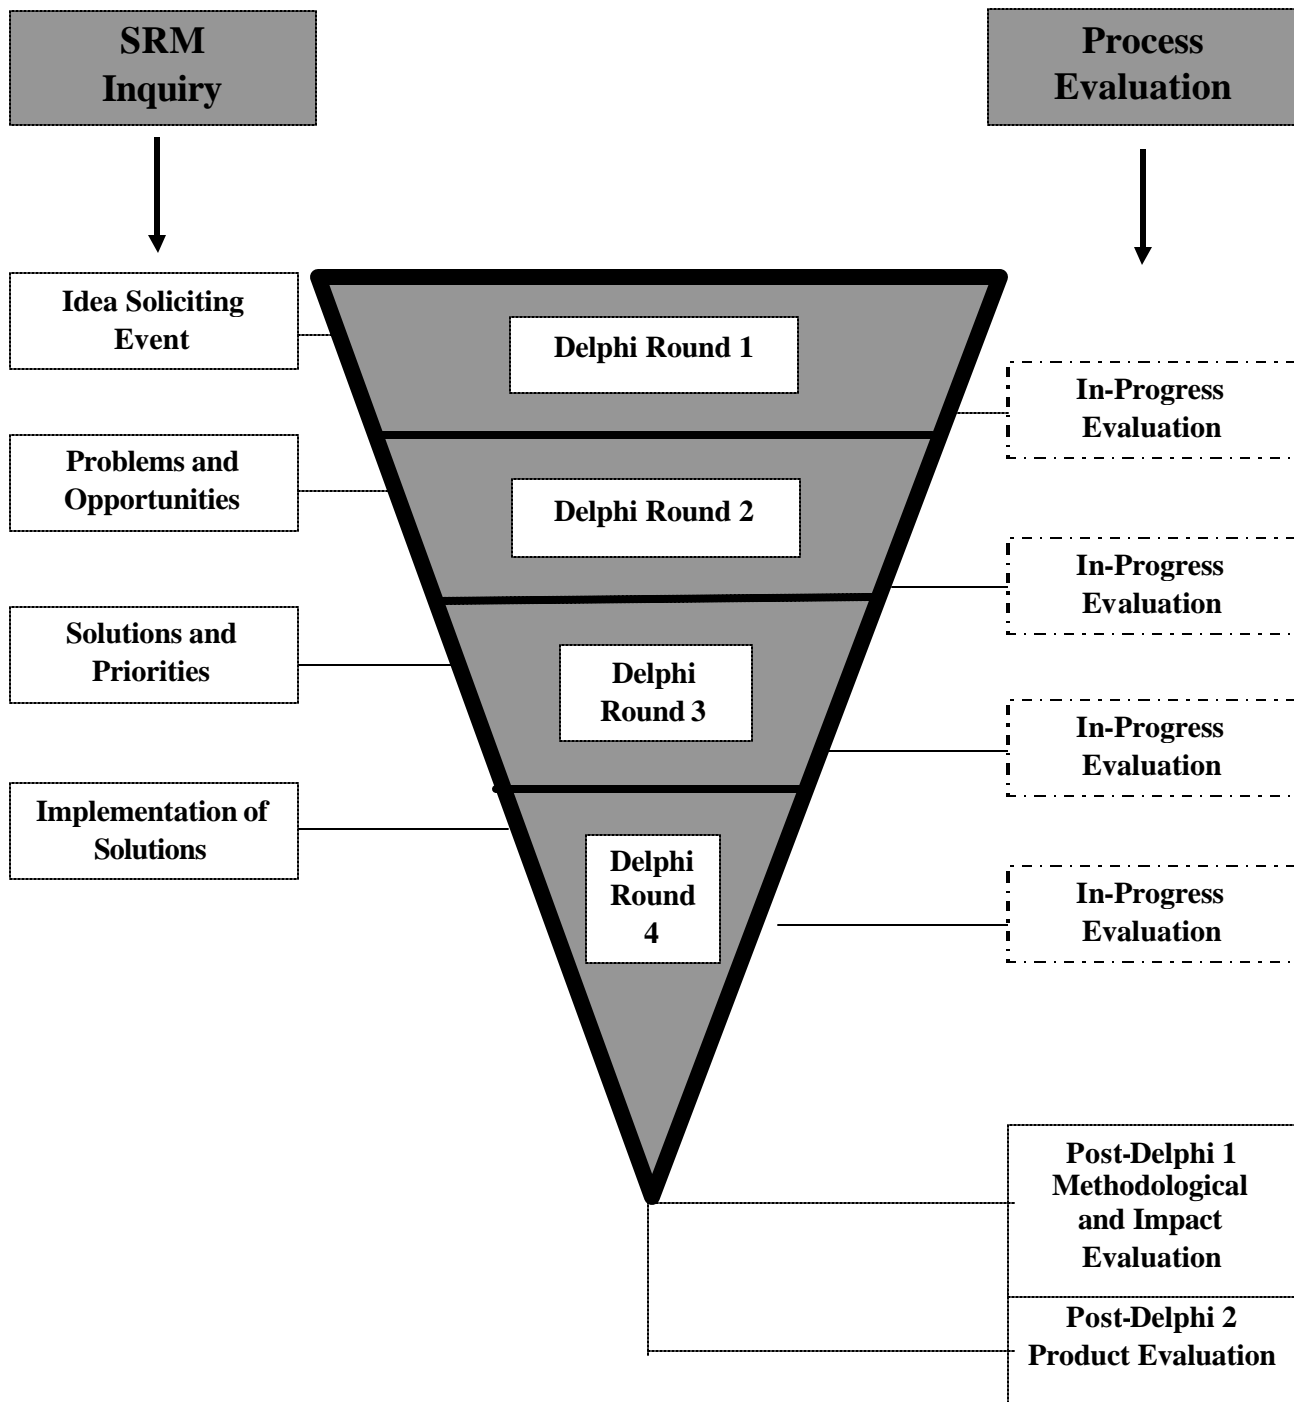 SRM
Inquiry
Process
Evaluation
Idea Soliciting
Event
Delphi Round 1
In-Progress
Evaluation
Problems and
Opportunities
Delphi Round 2
In-Progress
Evaluation
Solutions and
Priorities
Delphi
Round 3
In-Progress
Evaluation
Implementation of
Solutions
Delphi
Round
4
In-Progress
Evaluation
Post-Delphi 1
Methodological
and Impact
Evaluation
Post-Delphi 2
Product Evaluation